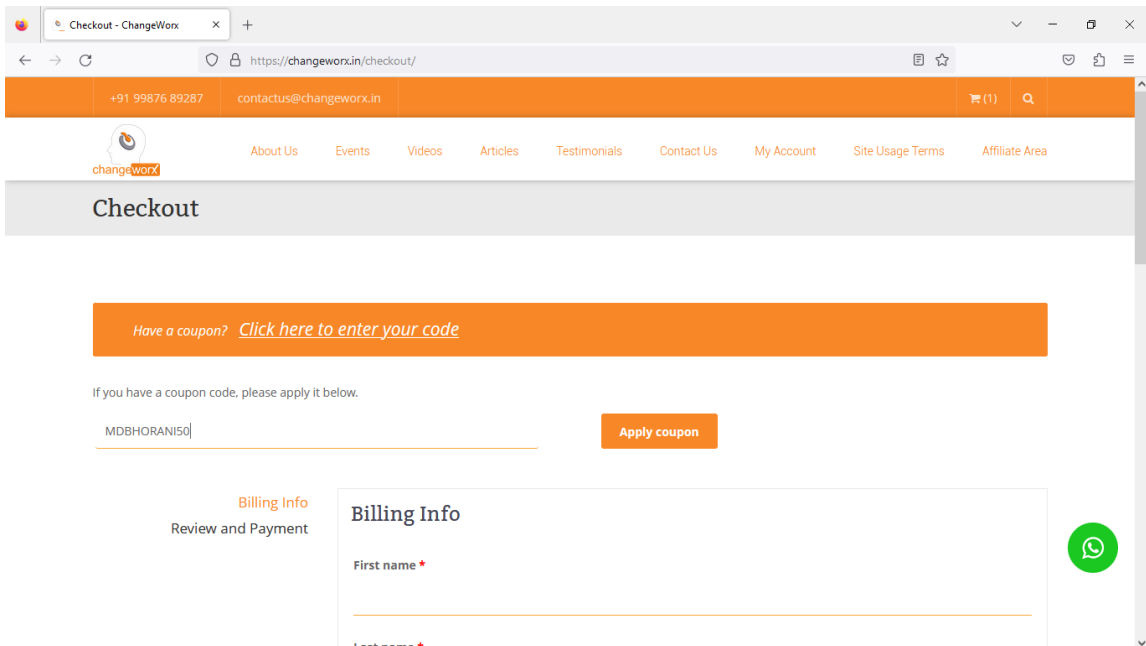 Checkout - ChangeWorx
https://changeworx.in/checkout/
+91 99876 89287 contactus@changeworx.in (1)
changeworx
About Us Events Videos Articles Testimonials Contact Us My Account Site Usage Terms Affiliate Area
Checkout
Have a coupon? Click here to enter your code
If you have a coupon code, please apply it below.
MDBHORANI50 Apply coupon
Billing Info
Review and Payment
Billing Info
First name *
Last name *